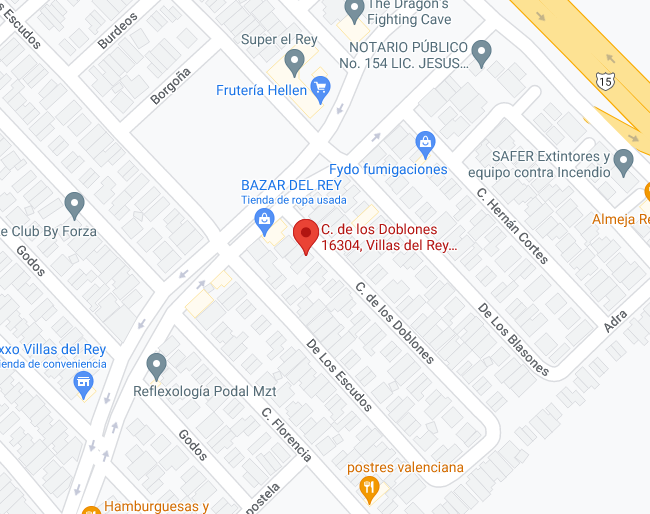 The Dragon's
Fighting Cave
os Escudos
Burdeos
Super el Rey
NOTARIO PÚBLICO
No. 154 LIC. JESÚS...
15
Borgoña
Frutería Hellen
Fydo fumigaciones
SAFER Extintores y
equipo contra Incendio
BAZAR DEL REY
Tienda de ropa usada
C. Hernán Cortes
Almeja Re
e Club By Forza
C. de los Doblones
16304, Villas del Rey...
Godos
C. de los Doblones
De Los Blasones
Adra
xxo Villas del Rey
ienda de conveniencia
De Los Escudos
Reflexología Podal Mzt
C. Florencia
Godos
postres valenciana
postela
Hamburguesas y